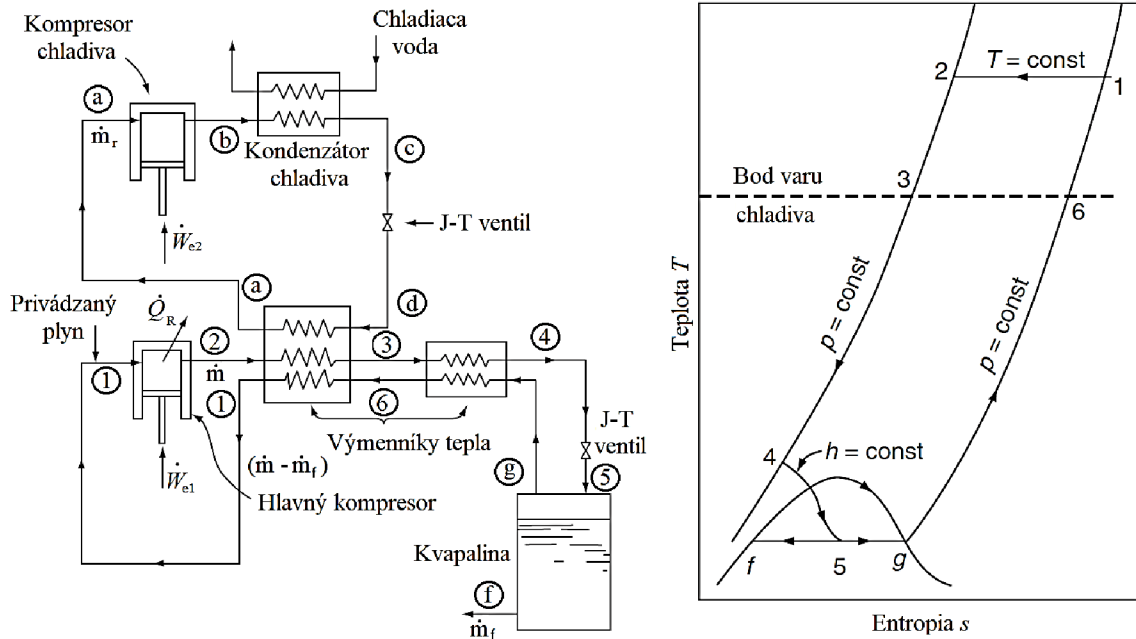 Kompresor
chladiva
Chladiaca
voda
ⓐ
ṁr
ⓑ
Kondenzátor
chladiva
ⓒ
Ẇe2
J-T ventil
ⓐ
ⓓ
Privádzaný
plyn
Q̇R
①
②
ṁ
③
④
①
⑥
Výmenníky tepla
J-T
ventil
(ṁ - ṁf)
ⓖ
⑤
Ẇe1
Hlavný kompresor
Kvapalina
ⓕ
ṁf
Teplota T
T = const
2
1
Bod varu
chladiva
3
6
p = const
p = const
4
h = const
f
5
g
Entropia s